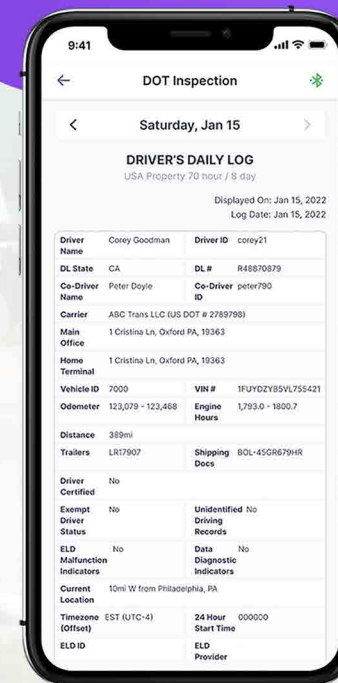 9:41
DOT Inspection
Saturday, Jan 15
DRIVER'S DAILY LOG
USA Property 70 hour / 8 day
Displayed On: Jan 15, 2022
Log Date: Jan 15, 2022
Driver Name Corey Goodman Driver ID corey21
DL State CA DL # R48870879
Co-Driver Name Peter Doyle Co-Driver ID peter790
Carrier ABC Trans LLC (US DOT # 2789798)
Main Office 1 Cristina Ln, Oxford PA, 19363
Home Terminal 1 Cristina Ln, Oxford PA, 19363
Vehicle ID 7000 VIN # 1FUYDZYB5VL755421
Odometer 123,079 - 123,468 Engine Hours 1,793.0 - 1800.7
Distance 389mi
Trailers LR17907 Shipping Docs BOL-45GR679HR
Driver Certified No
Exempt Driver Status No Unidentified Driving Records No
ELD Malfunction Indicators No Data Diagnostic Indicators No
Current Location 10mi W from Philadelphia, PA
Timezone (Offset) EST (UTC-4) 24 Hour Start Time 000000
ELD ID ELD Provider